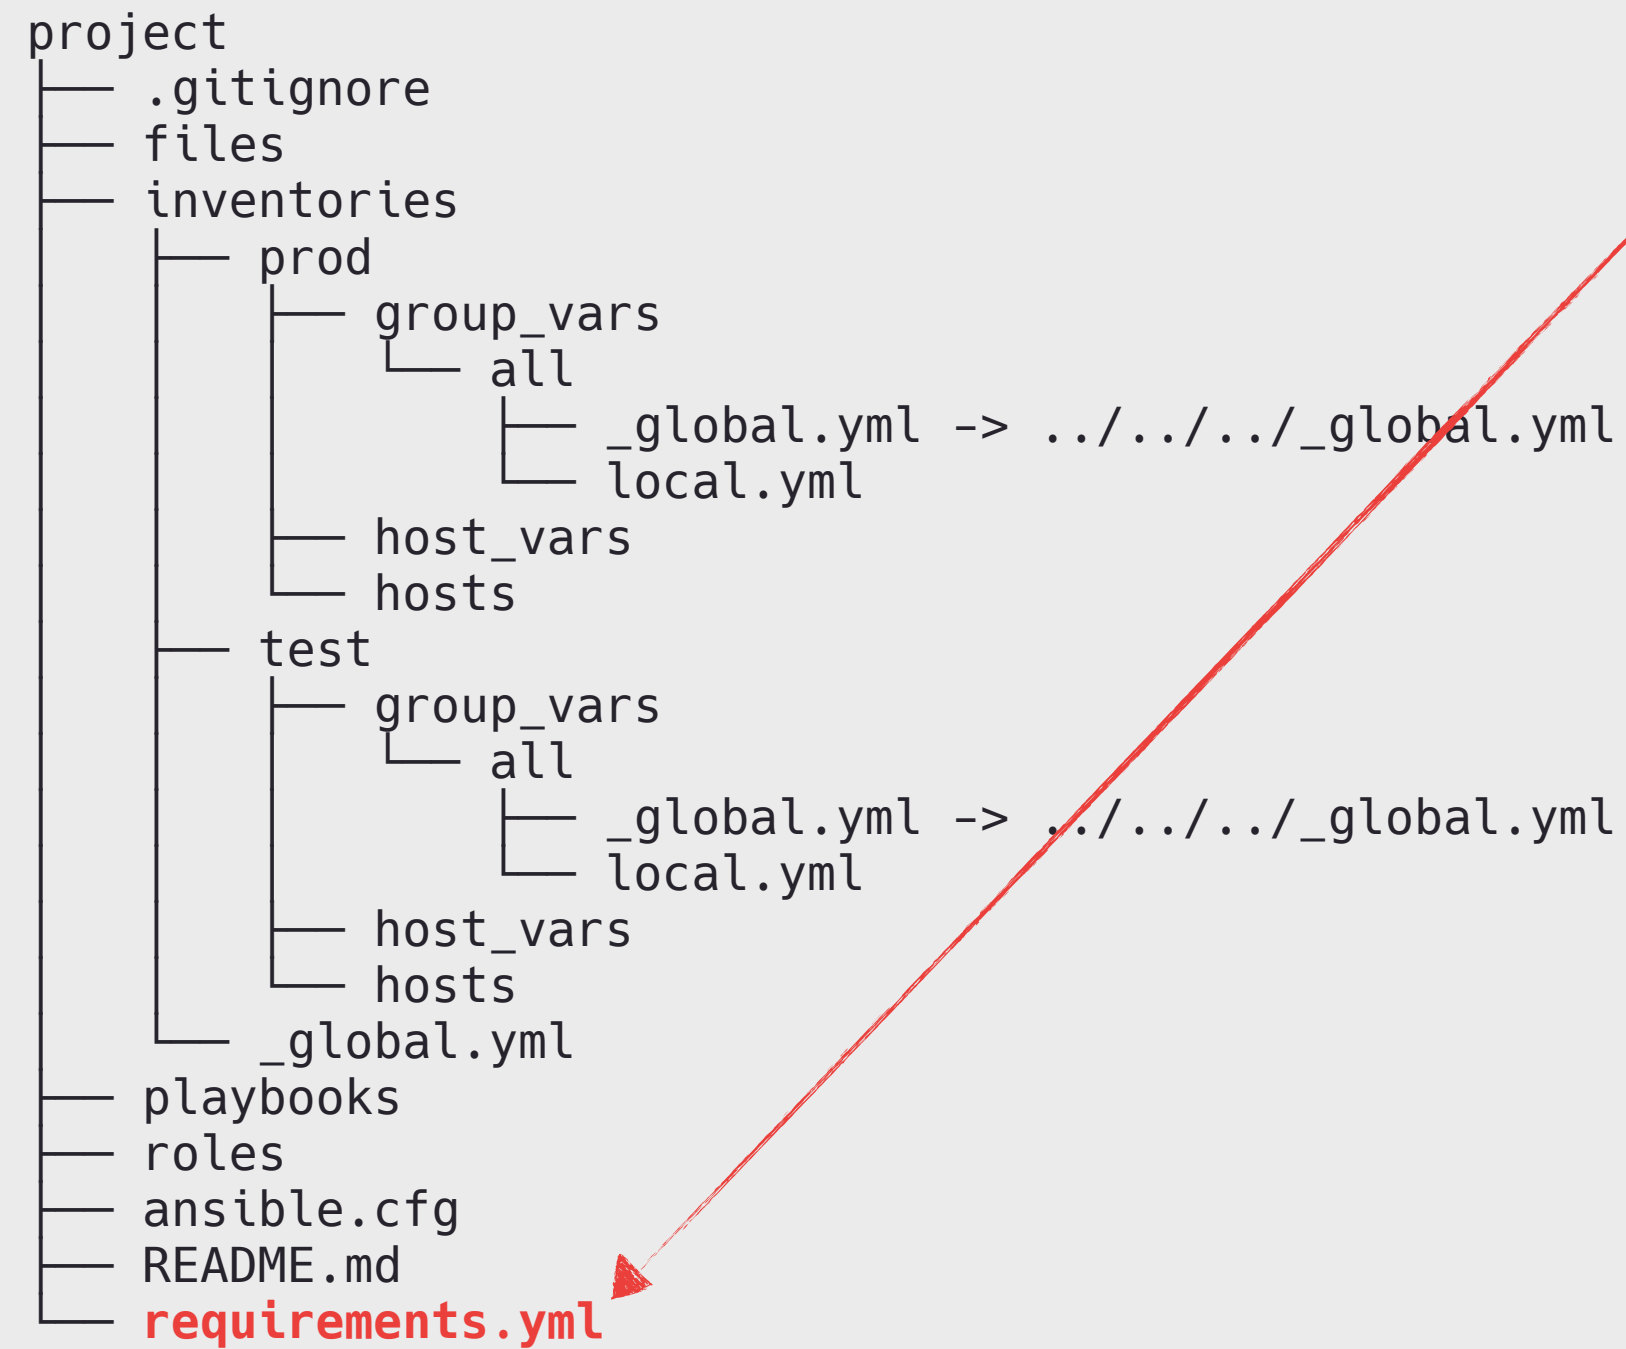 project
├── .gitignore
├── files
├── inventories
│   ├── prod
│   │   ├── group_vars
│   │   │   └── all
│   │   │       ├── _global.yml -> ../../../_global.yml
│   │   │       └── local.yml
│   │   ├── host_vars
│   │   └── hosts
│   ├── test
│   │   ├── group_vars
│   │   │   └── all
│   │   │       ├── _global.yml -> ../../../_global.yml
│   │   │       └── local.yml
│   │   ├── host_vars
│   │   └── hosts
│   └── _global.yml
├── playbooks
├── roles
├── ansible.cfg
├── README.md
└── requirements.yml